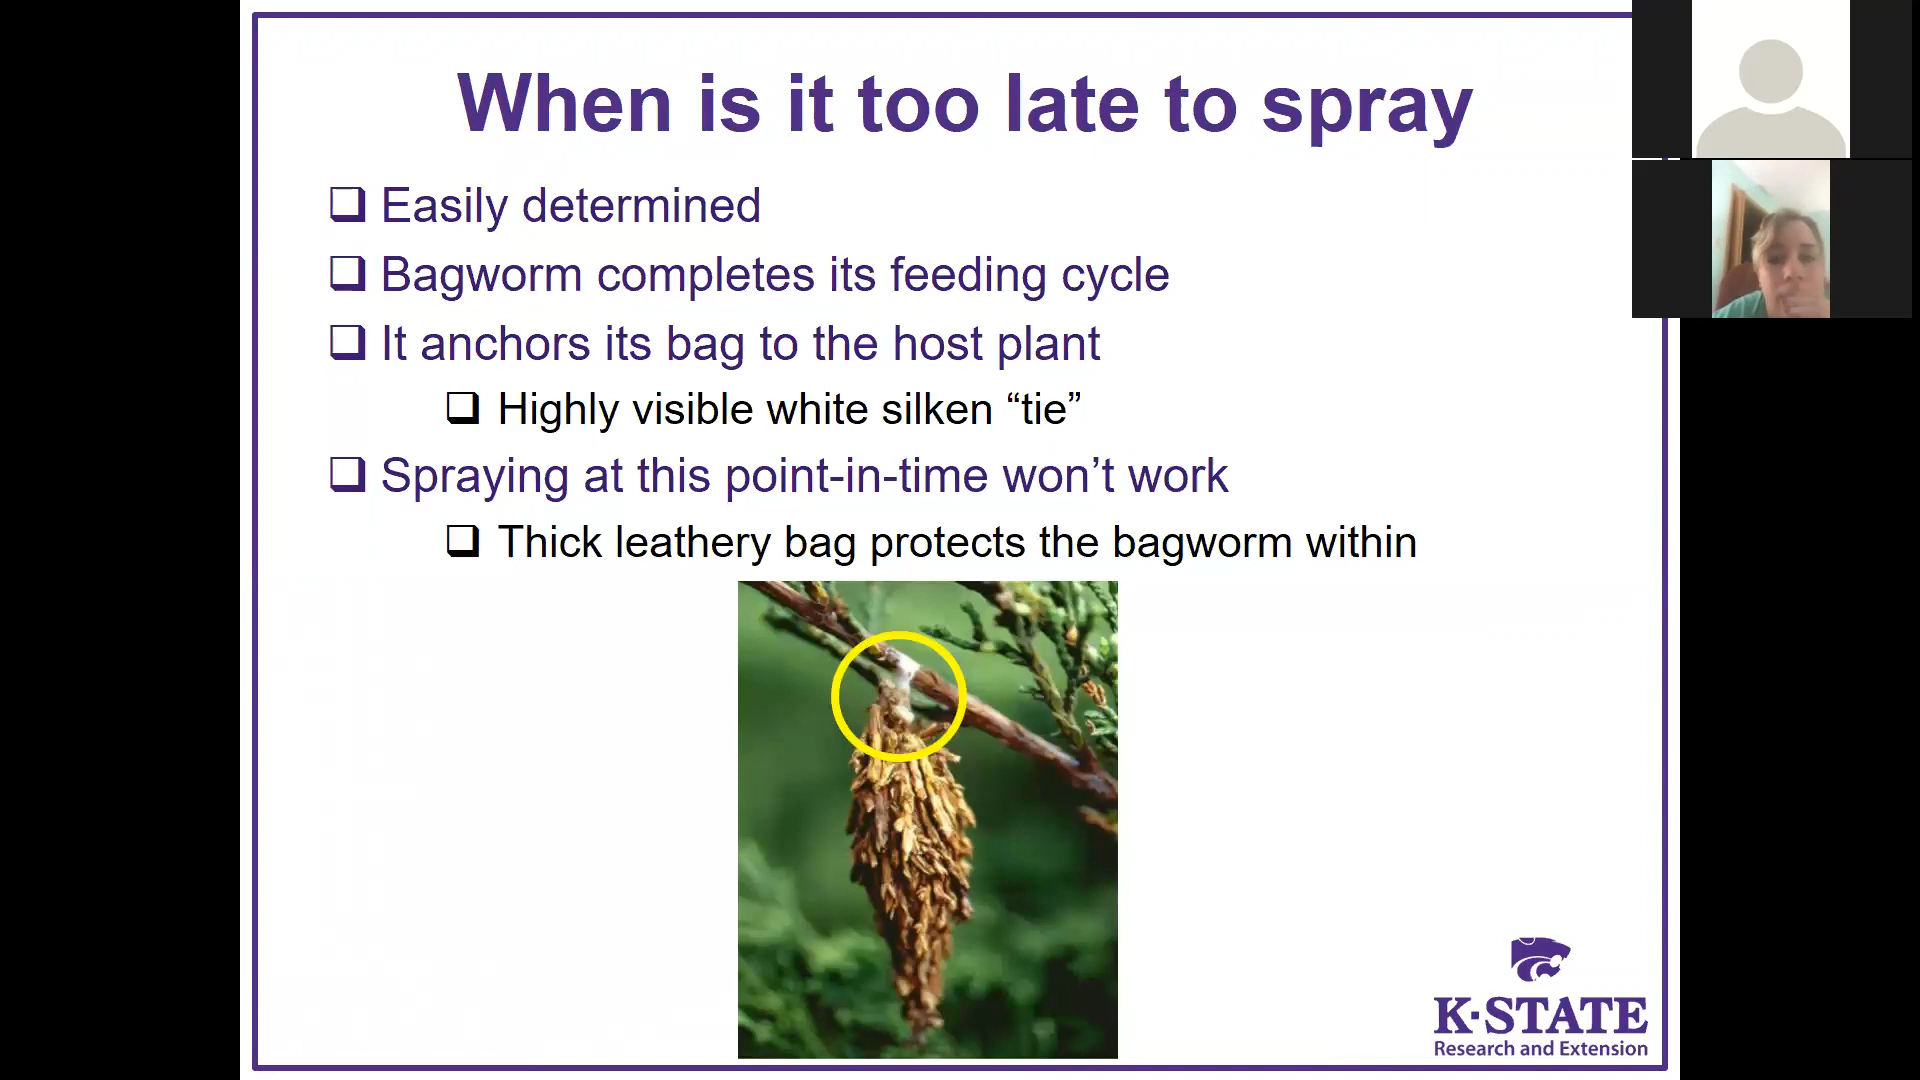 When is it too late to spray
Easily determined
Bagworm completes its feeding cycle
It anchors its bag to the host plant
Highly visible white silken “tie”
Spraying at this point-in-time won’t work
Thick leathery bag protects the bagworm within
K·STATE
Research and Extension